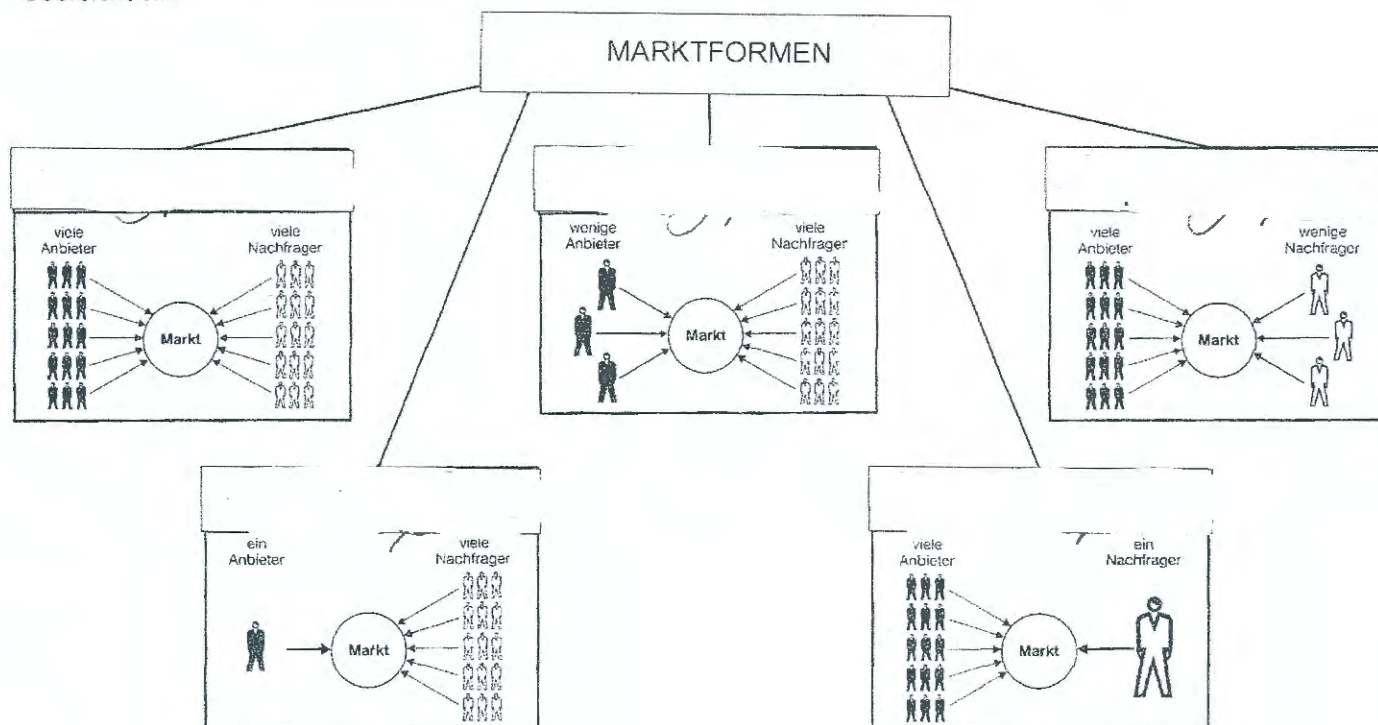 MARKTFORMEN
viele
Anbieter
viele
Nachfrager
Markt
wenige
Anbieter
viele
Nachfrager
Markt
viele
Anbieter
wenige
Nachfrager
Markt
ein
Anbieter
viele
Nachfrager
Markt
viele
Anbieter
ein
Nachfrager
Markt